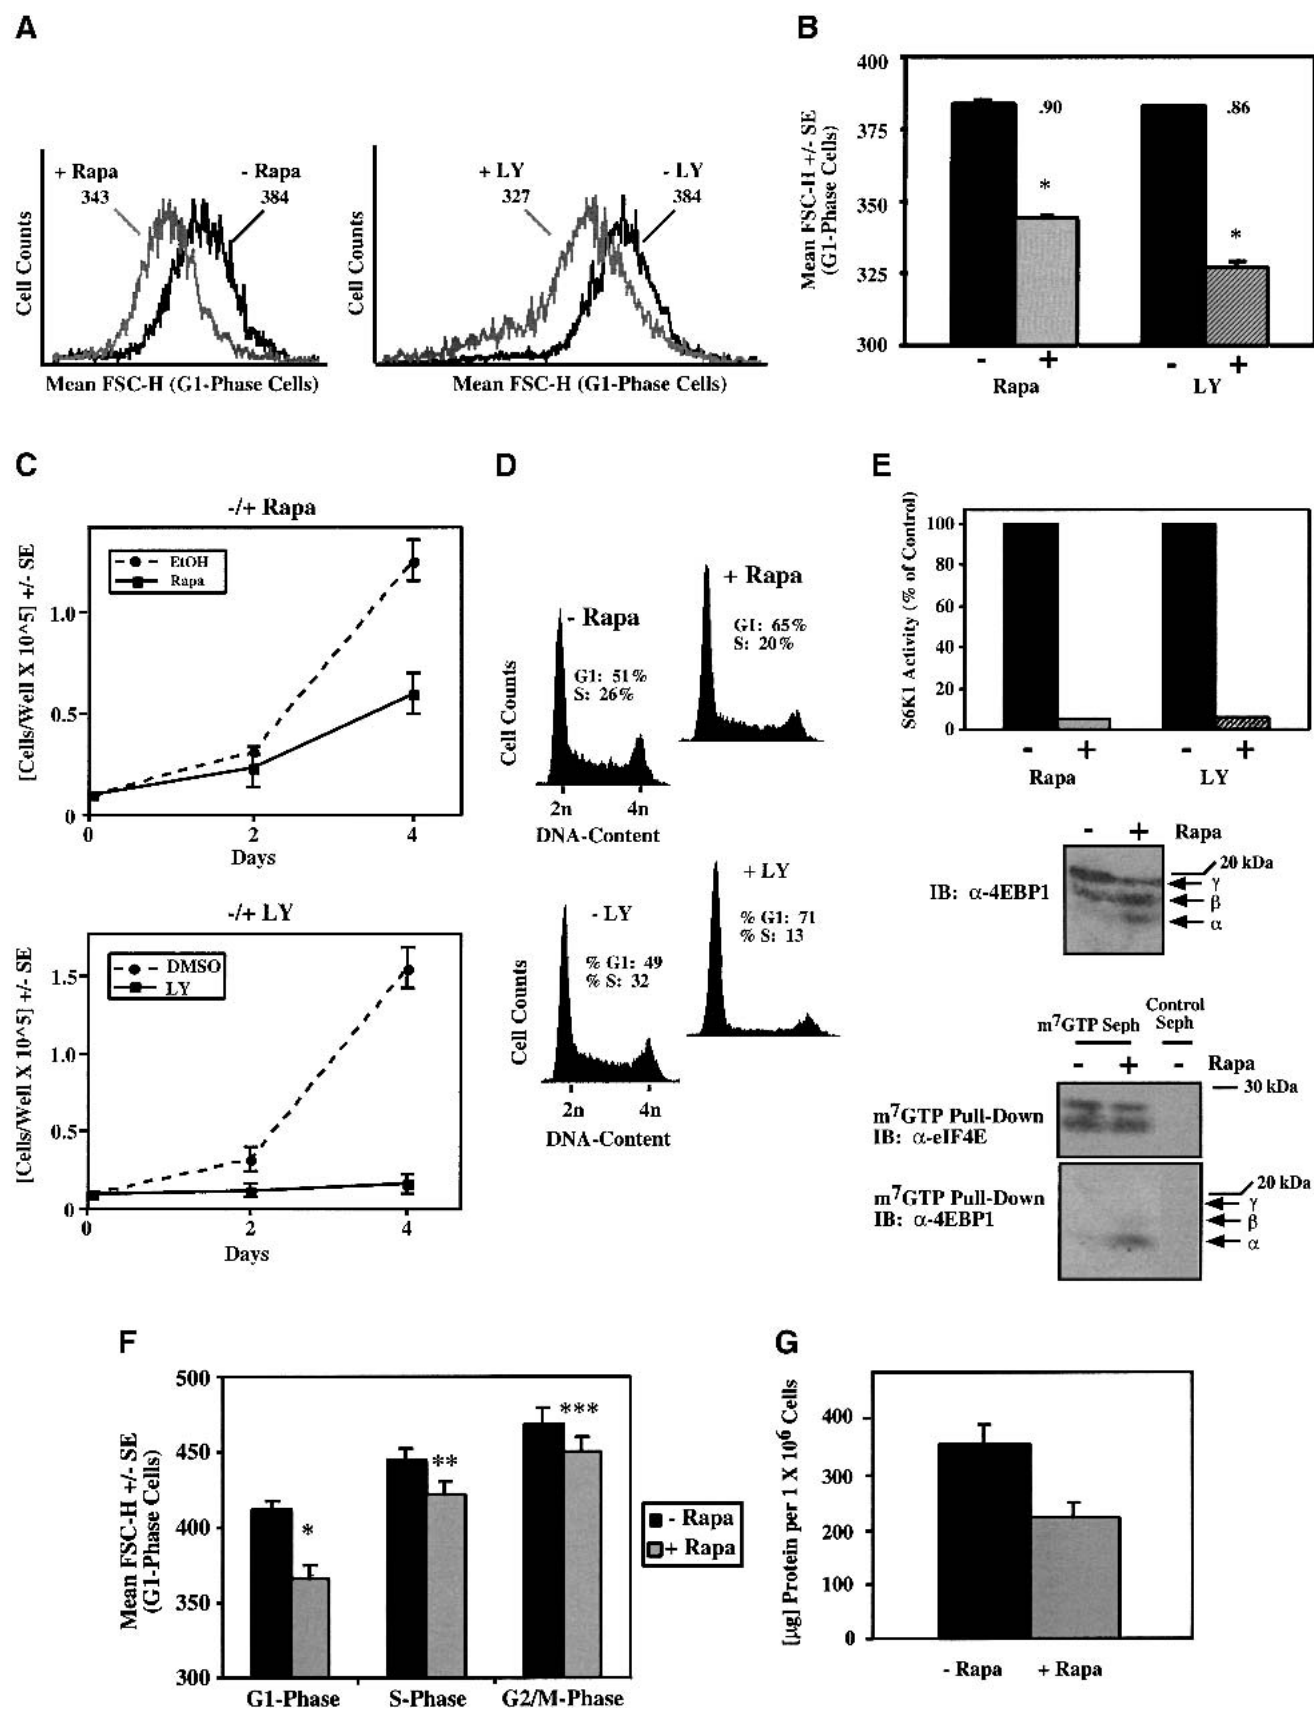 A
+ Rapa
343
- Rapa
384
Cell Counts
Mean FSC-H (G1-Phase Cells)
+ LY
327
- LY
384
Cell Counts
Mean FSC-H (G1-Phase Cells)
B
Mean FSC-H +/- SE
(G1-Phase Cells)
400
375
350
325
300
.90
*
.86
*
- + - +
Rapa LY
C
-/+ Rapa
[Cells/Well X 10^5] +/- SE
EtOH
Rapa
1.0
0.5
0
0 2 4
Days
-/+ LY
[Cells/Well X 10^5] +/- SE
DMSO
LY
1.5
1.0
0.5
0
0 2 4
Days
D
- Rapa
G1: 51%
S: 26%
Cell Counts
2n 4n
DNA-Content
+ Rapa
G1: 65%
S: 20%
- LY
% G1: 49
% S: 32
Cell Counts
2n 4n
DNA-Content
+ LY
% G1: 71
% S: 13
E
S6K1 Activity (% of Control)
100
80
60
40
20
0
- + - +
Rapa LY
- + Rapa
20 kDa
IB: α-4EBP1
γ
β
α
m⁷GTP Seph
Control
Seph
- + - Rapa
30 kDa
m⁷GTP Pull-Down
IB: α-eIF4E
m⁷GTP Pull-Down
IB: α-4EBP1
20 kDa
γ
β
α
F
Mean FSC-H +/- SE
(G1-Phase Cells)
500
450
400
350
300
*
**
***
G1-Phase S-Phase G2/M-Phase
- Rapa
+ Rapa
G
[µg] Protein per 1 X 10⁶ Cells
400
300
200
100
0
- Rapa + Rapa